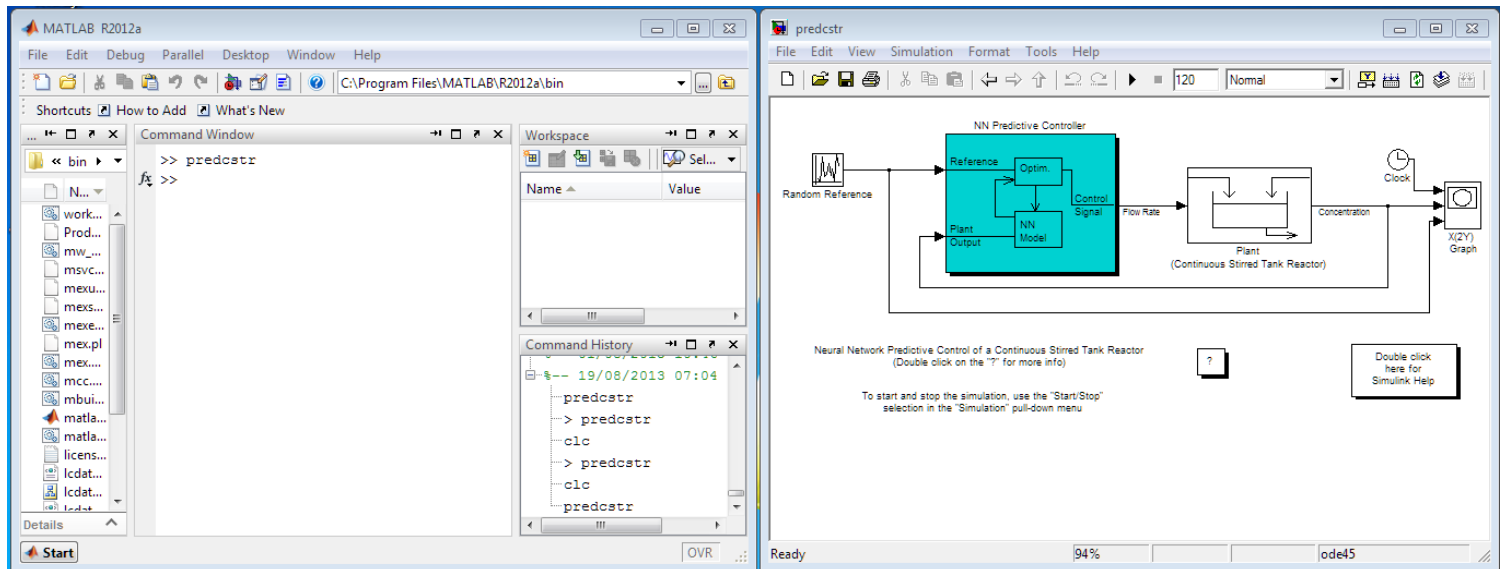 MATLAB R2012a
File Edit Debug Parallel Desktop Window Help
C:\Program Files\MATLAB\R2012a\bin
Shortcuts How to Add What's New
...
« bin
N...
work...
Prod...
mw_...
msvc...
mexu...
mexs...
mexe...
mex.pl
mex....
mcc....
mbui...
matla...
matla...
licens...
lcdat...
lcdat...
Details
Start
Command Window
>> predcstr
fx >>
Workspace
Sel...
Name Value
Command History
%-- 19/08/2013 07:04
predcstr
> predcstr
clc
> predcstr
clc
predcstr
OVR
predcstr
File Edit View Simulation Format Tools Help
120 Normal
NN Predictive Controller
Random Reference
Reference
Optim.
Control
Signal
Plant
Output
NN
Model
Flow Rate
Plant
(Continuous Stirred Tank Reactor)
Concentration
Clock
X(2Y)
Graph
Neural Network Predictive Control of a Continuous Stirred Tank Reactor
(Double click on the "?" for more info)
?
Double click
here for
Simulink Help
To start and stop the simulation, use the "Start/Stop"
selection in the "Simulation" pull-down menu
Ready 94% ode45